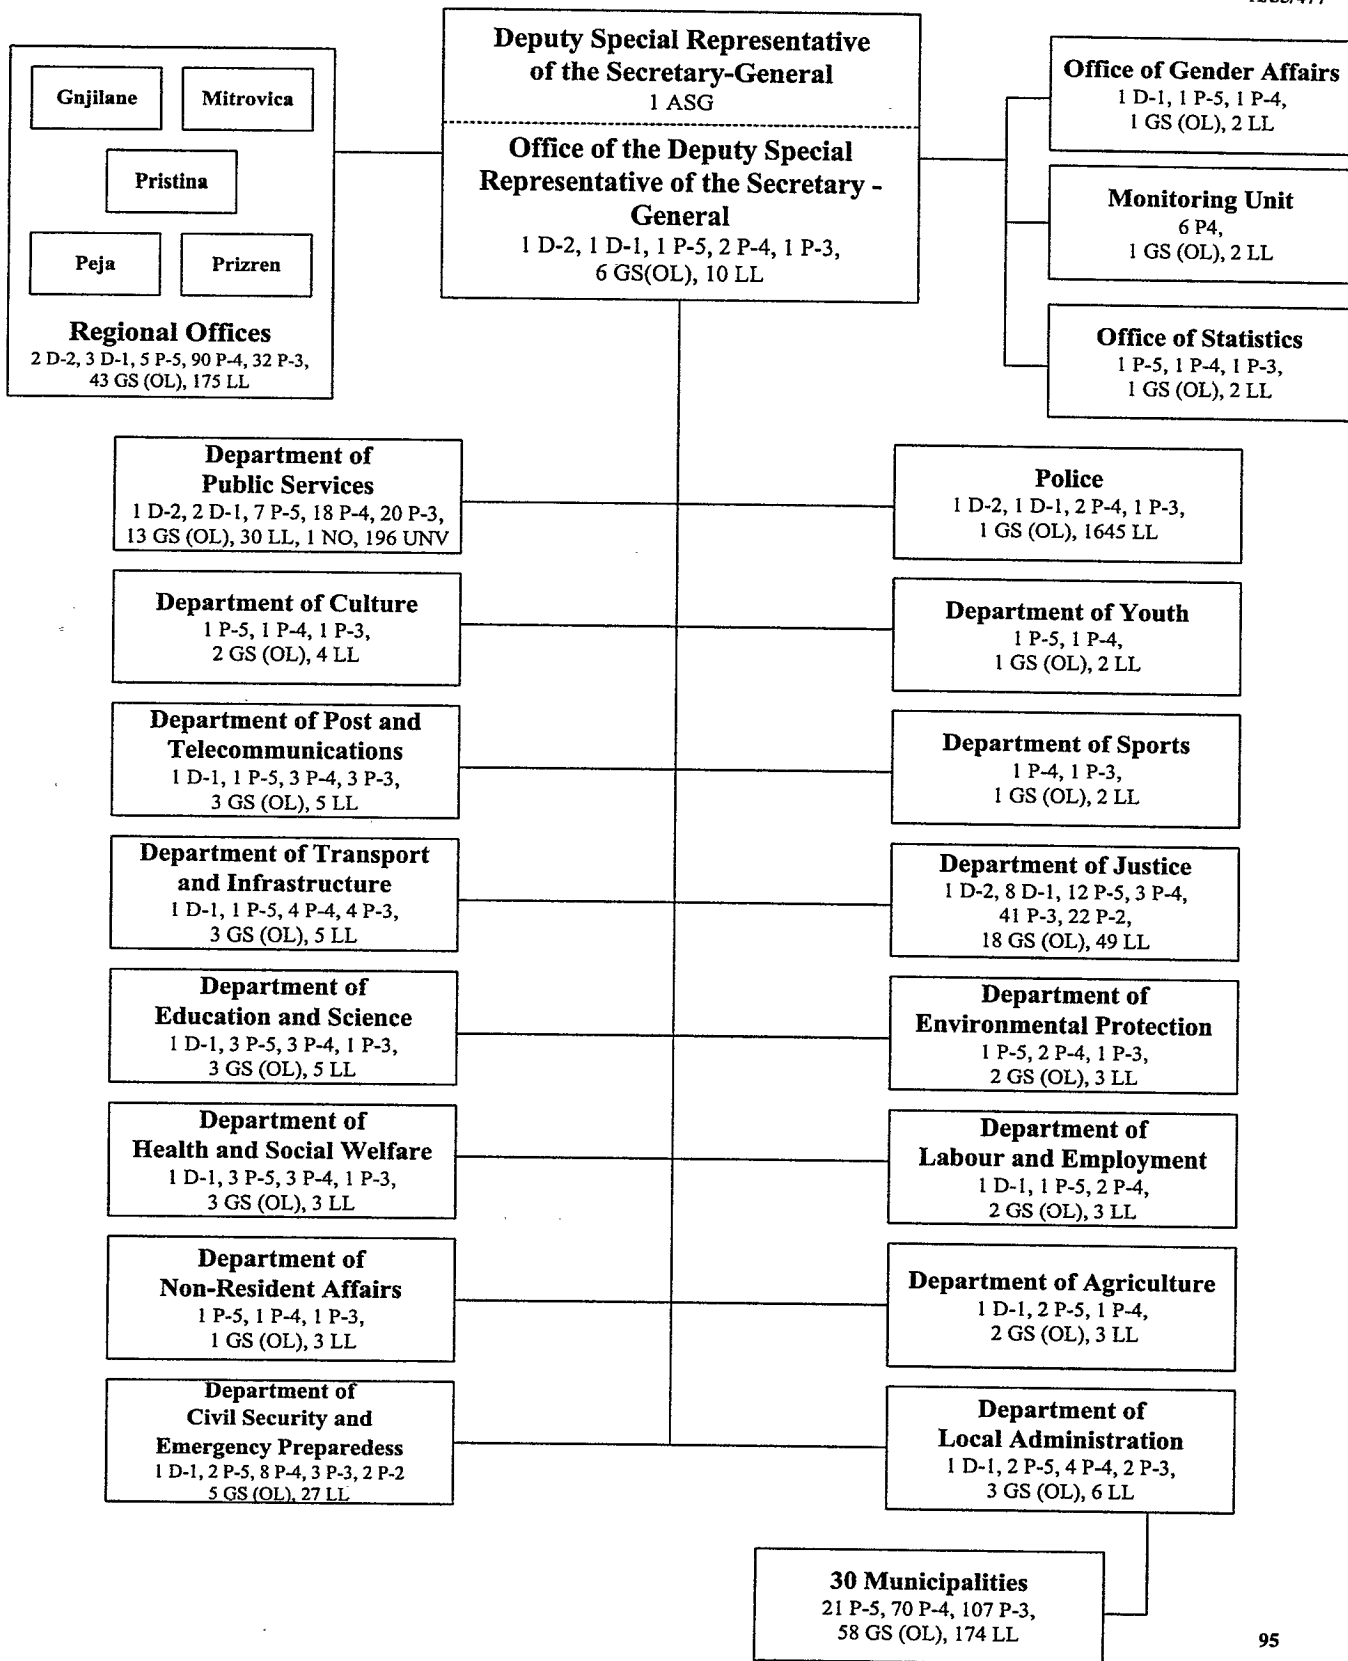 Gnjilane
Mitrovica
Pristina
Peja
Prizren
Regional Offices
2 D-2, 3 D-1, 5 P-5, 90 P-4, 32 P-3,
43 GS (OL), 175 LL
Deputy Special Representative
of the Secretary-General
1 ASG
Office of the Deputy Special
Representative of the Secretary -
General
1 D-2, 1 D-1, 1 P-5, 2 P-4, 1 P-3,
6 GS(OL), 10 LL
Office of Gender Affairs
1 D-1, 1 P-5, 1 P-4,
1 GS (OL), 2 LL
Monitoring Unit
6 P4,
1 GS (OL), 2 LL
Office of Statistics
1 P-5, 1 P-4, 1 P-3,
1 GS (OL), 2 LL
Department of
Public Services
1 D-2, 2 D-1, 7 P-5, 18 P-4, 20 P-3,
13 GS (OL), 30 LL, 1 NO, 196 UNV
Police
1 D-2, 1 D-1, 2 P-4, 1 P-3,
1 GS (OL), 1645 LL
Department of Culture
1 P-5, 1 P-4, 1 P-3,
2 GS (OL), 4 LL
Department of Youth
1 P-5, 1 P-4,
1 GS (OL), 2 LL
Department of Post and
Telecommunications
1 D-1, 1 P-5, 3 P-4, 3 P-3,
3 GS (OL), 5 LL
Department of Sports
1 P-4, 1 P-3,
1 GS (OL), 2 LL
Department of Transport
and Infrastructure
1 D-1, 1 P-5, 4 P-4, 4 P-3,
3 GS (OL), 5 LL
Department of Justice
1 D-2, 8 D-1, 12 P-5, 3 P-4,
41 P-3, 22 P-2,
18 GS (OL), 49 LL
Department of
Education and Science
1 D-1, 3 P-5, 3 P-4, 1 P-3,
3 GS (OL), 5 LL
Department of
Environmental Protection
1 P-5, 2 P-4, 1 P-3,
2 GS (OL), 3 LL
Department of
Health and Social Welfare
1 D-1, 3 P-5, 3 P-4, 1 P-3,
3 GS (OL), 3 LL
Department of
Labour and Employment
1 D-1, 1 P-5, 2 P-4,
2 GS (OL), 3 LL
Department of
Non-Resident Affairs
1 P-5, 1 P-4, 1 P-3,
1 GS (OL), 3 LL
Department of Agriculture
1 D-1, 2 P-5, 1 P-4,
2 GS (OL), 3 LL
Department of
Civil Security and
Emergency Preparedess
1 D-1, 2 P-5, 8 P-4, 3 P-3, 2 P-2
5 GS (OL), 27 LL
Department of
Local Administration
1 D-1, 2 P-5, 4 P-4, 2 P-3,
3 GS (OL), 6 LL
30 Municipalities
21 P-5, 70 P-4, 107 P-3,
58 GS (OL), 174 LL
95